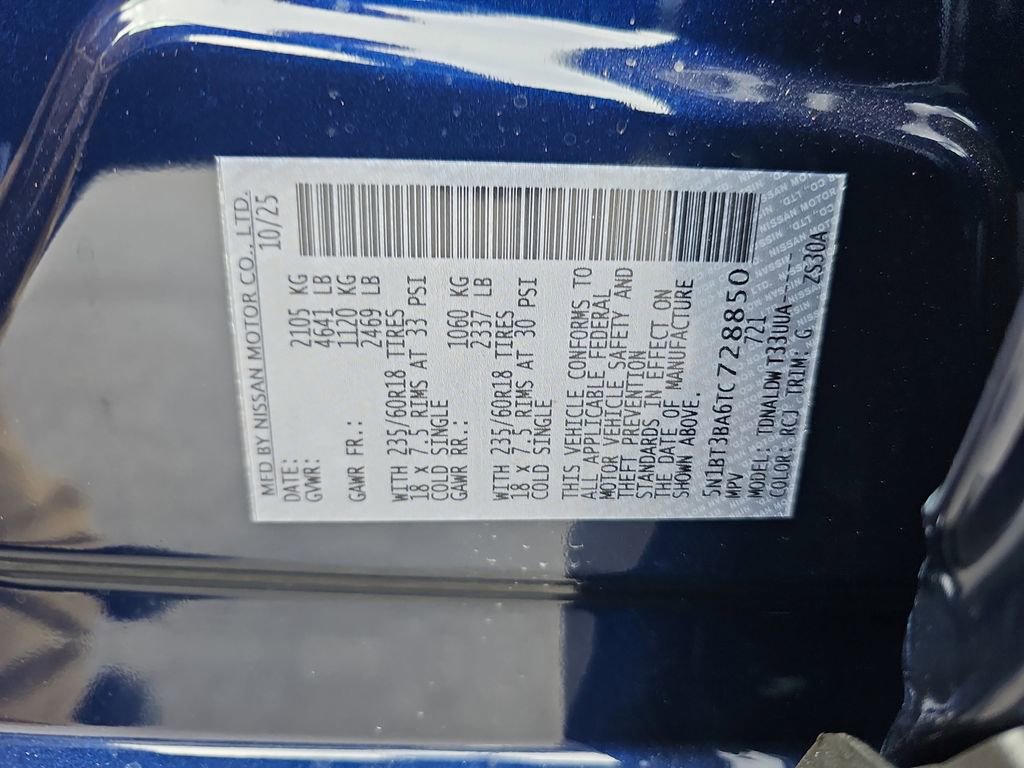 MFD BY NISSAN MOTOR CO., LTD.
DATE: 10/25
GVWR: 2105 KG
4641 LB
GAWR FR.: 1120 KG
2469 LB
WITH 235/60R18 TIRES
18 X 7.5 RIMS AT 33 PSI
COLD SINGLE
GAWR RR.: 1060 KG
2337 LB
WITH 235/60R18 TIRES
18 X 7.5 RIMS AT 30 PSI
COLD SINGLE
THIS VEHICLE CONFORMS TO
ALL APPLICABLE FEDERAL
MOTOR VEHICLE SAFETY AND
THEFT PREVENTION
STANDARDS IN EFFECT ON
THE DATE OF MANUFACTURE
SHOWN ABOVE.
5N1BT3BA6TC728850
MPV 721
MODEL: TDNALDW T33UUA-----
COLOR: RCJ TRIM: G ZS30A